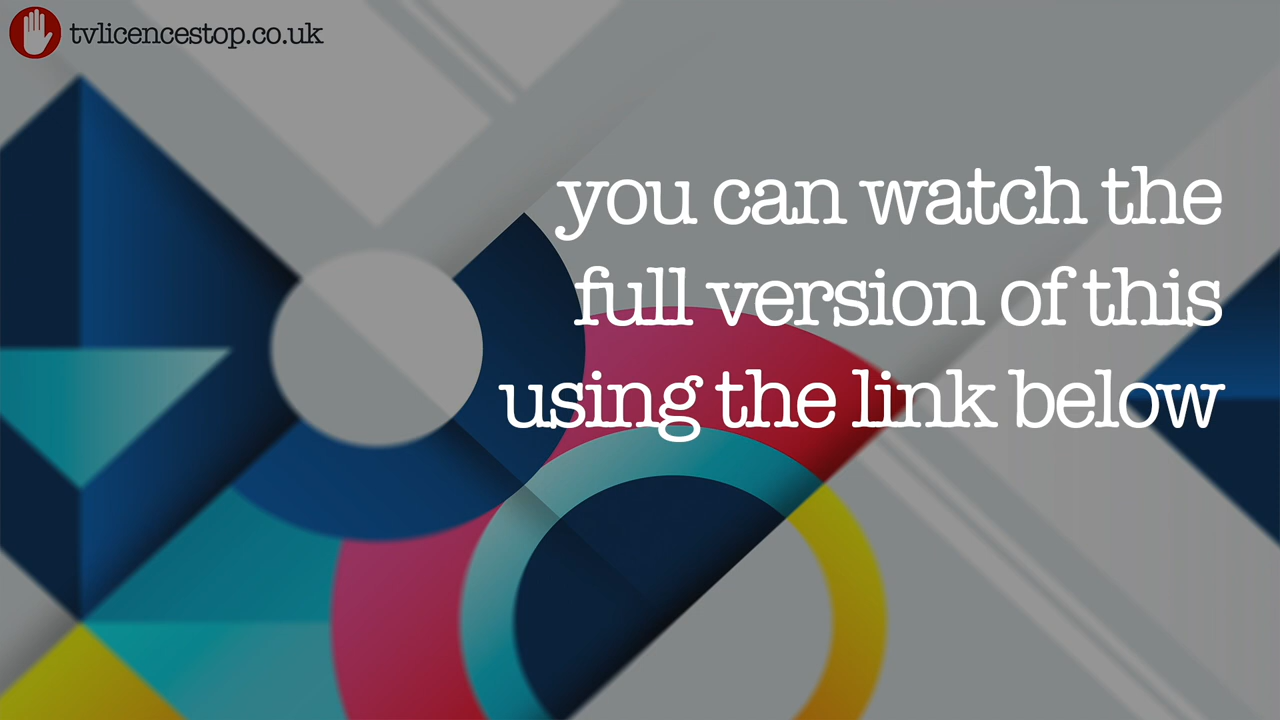 tvlicencestop.co.uk
you can watch the
full version of this
using the link below